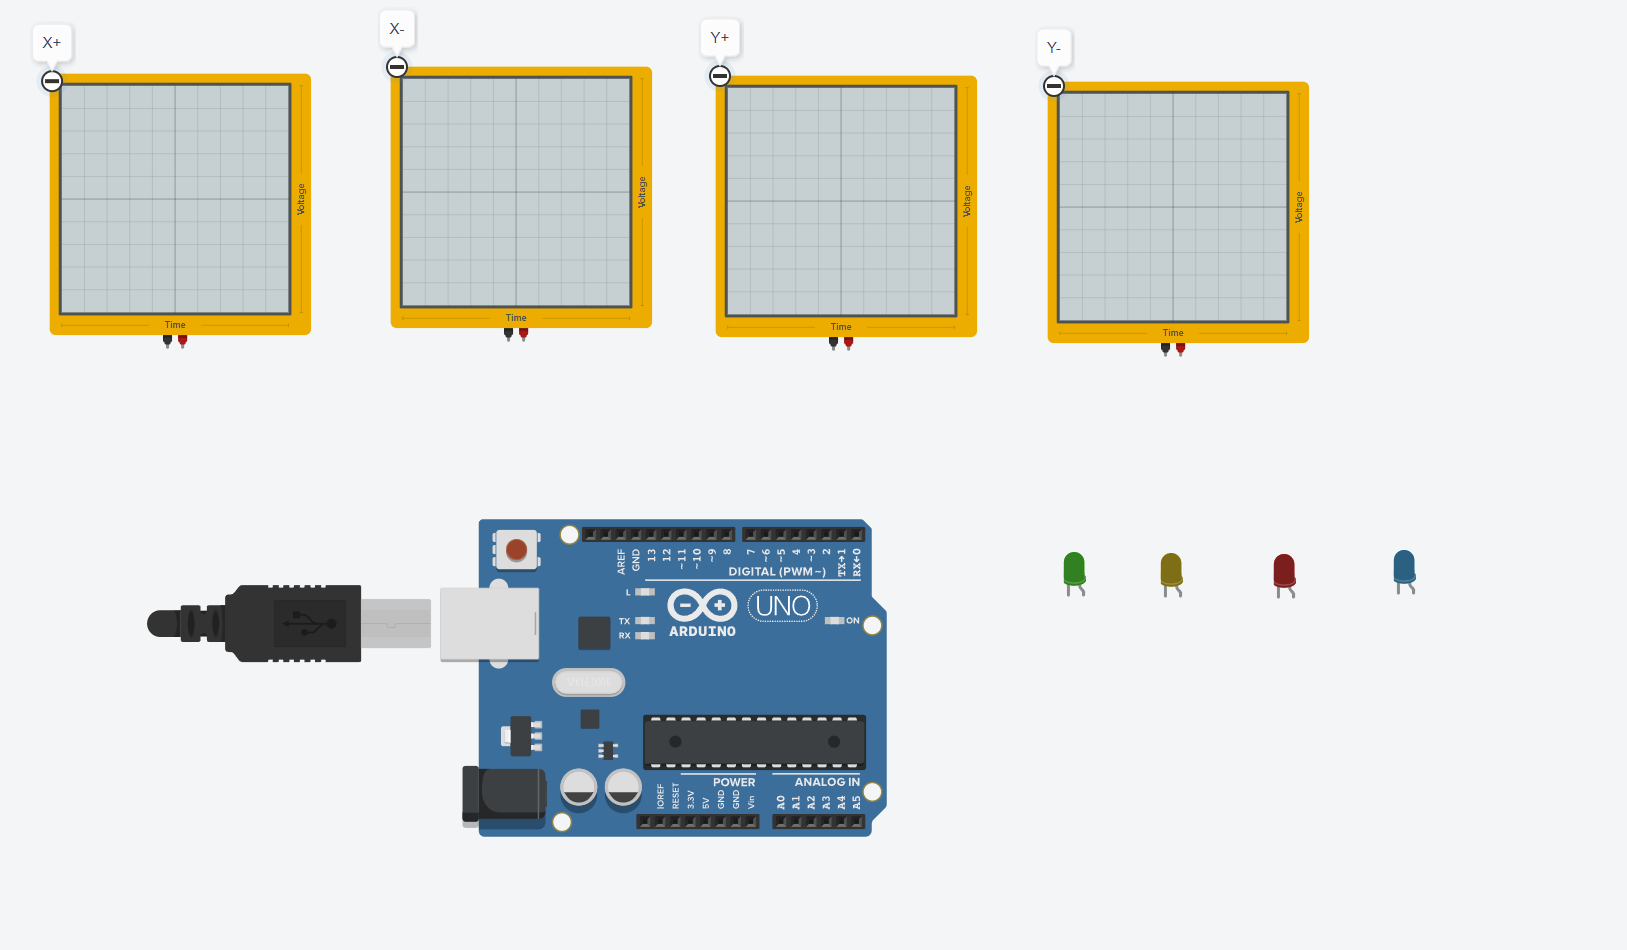 X+
X-
Y+
Y-
Voltage
Voltage
Voltage
Voltage
Time
Time
Time
Time
AREF
GND
13
12
~11
~10
~9
8
7
~6
~5
4
~3
2
TX→1
RX←0
DIGITAL (PWM~)
L
TX
RX
ARDUINO
UNO
ON
POWER
ANALOG IN
IOREF
RESET
3.3V
5V
GND
GND
Vin
A0
A1
A2
A3
A4
A5